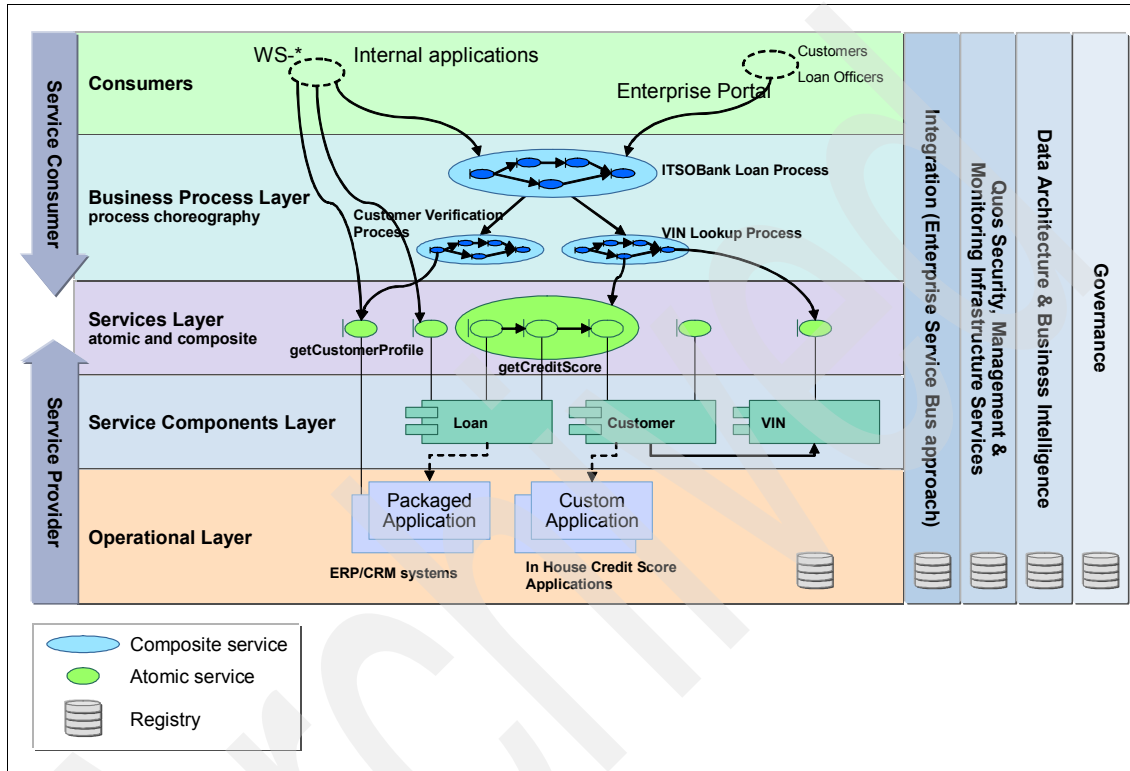 WS-*
Internal applications
Customers
Loan Officers
Consumers
Enterprise Portal
Service Consumer
ITSOBank Loan Process
Business Process Layer
process choreography
Customer Verification
Process
VIN Lookup Process
Services Layer
atomic and composite
getCustomerProfile
getCreditScore
Service Provider
Service Components Layer
Loan
Customer
VIN
Operational Layer
Packaged
Application
Custom
Application
ERP/CRM systems
In House Credit Score
Applications
Integration (Enterprise Service Bus approach)
Quos Security, Management &
Monitoring Infrastructure Services
Data Architecture & Business Intelligence
Governance
Composite service
Atomic service
Registry